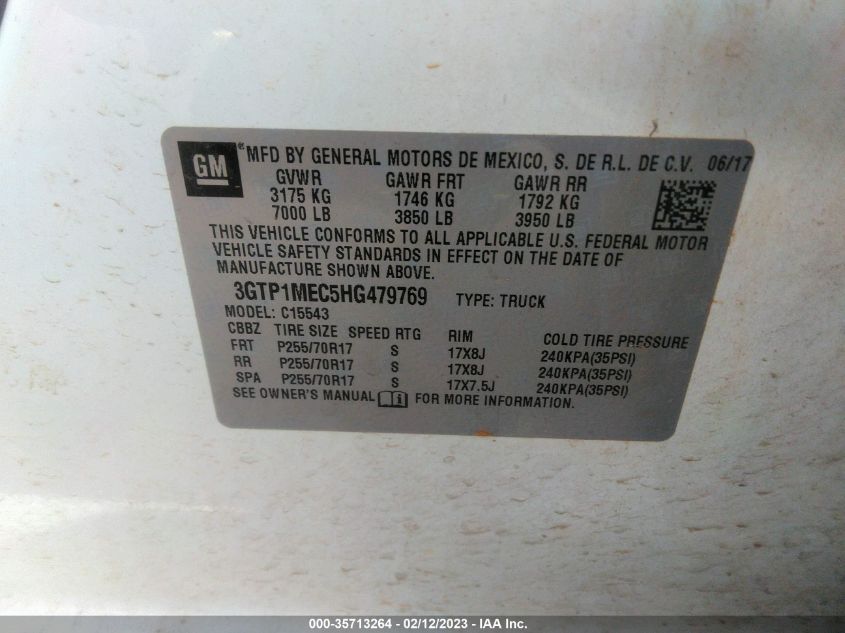 GM ® MFD BY GENERAL MOTORS DE MEXICO, S. DE R.L. DE C.V. 06/17
GVWR GAWR FRT GAWR RR
3175 KG 1746 KG 1792 KG
7000 LB 3850 LB 3950 LB
THIS VEHICLE CONFORMS TO ALL APPLICABLE U.S. FEDERAL MOTOR
VEHICLE SAFETY STANDARDS IN EFFECT ON THE DATE OF
MANUFACTURE SHOWN ABOVE.
3GTP1MEC5HG479769 TYPE: TRUCK
MODEL: C15543
CBBZ TIRE SIZE SPEED RTG RIM COLD TIRE PRESSURE
FRT P255/70R17 S 17X8J 240KPA(35PSI)
RR P255/70R17 S 17X8J 240KPA(35PSI)
SPA P255/70R17 S 17X7.5J 240KPA(35PSI)
SEE OWNER'S MANUAL i FOR MORE INFORMATION.
000-35713264 - 02/12/2023 - IAA Inc.